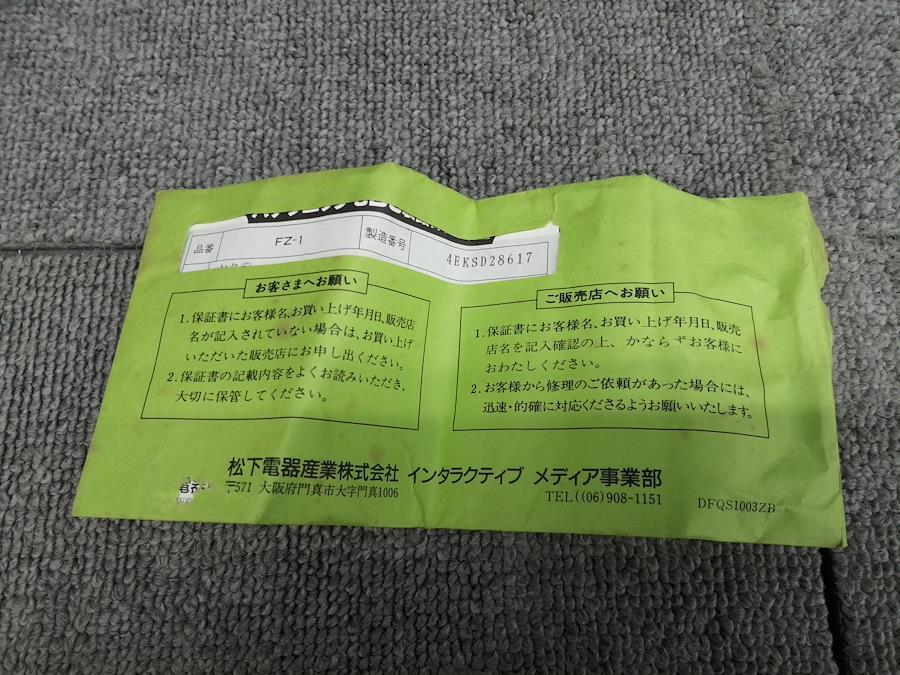 品番
FZ-1
製造番号
4EKSD28617
お客さまへお願い
1.保証書にお客様名、お買い上げ年月日、販売店
名が記入されていない場合は、お買い上げ
いただいた販売店にお申し出ください。
2.保証書の記載内容をよくお読みいただき、
大切に保管してください。
ご販売店へお願い
1.保証書にお客様名、お買い上げ年月日、販売
店名を記入確認の上、かならずお客様に
おわたしください。
2.お客様から修理のご依頼があった場合には、
迅速・的確に対応くださるようお願いいたします。
松下電器産業株式会社 インタラクティブ メディア事業部
〒571 大阪府門真市大字門真1006
TEL((06)908-1151
DFQS1003ZB